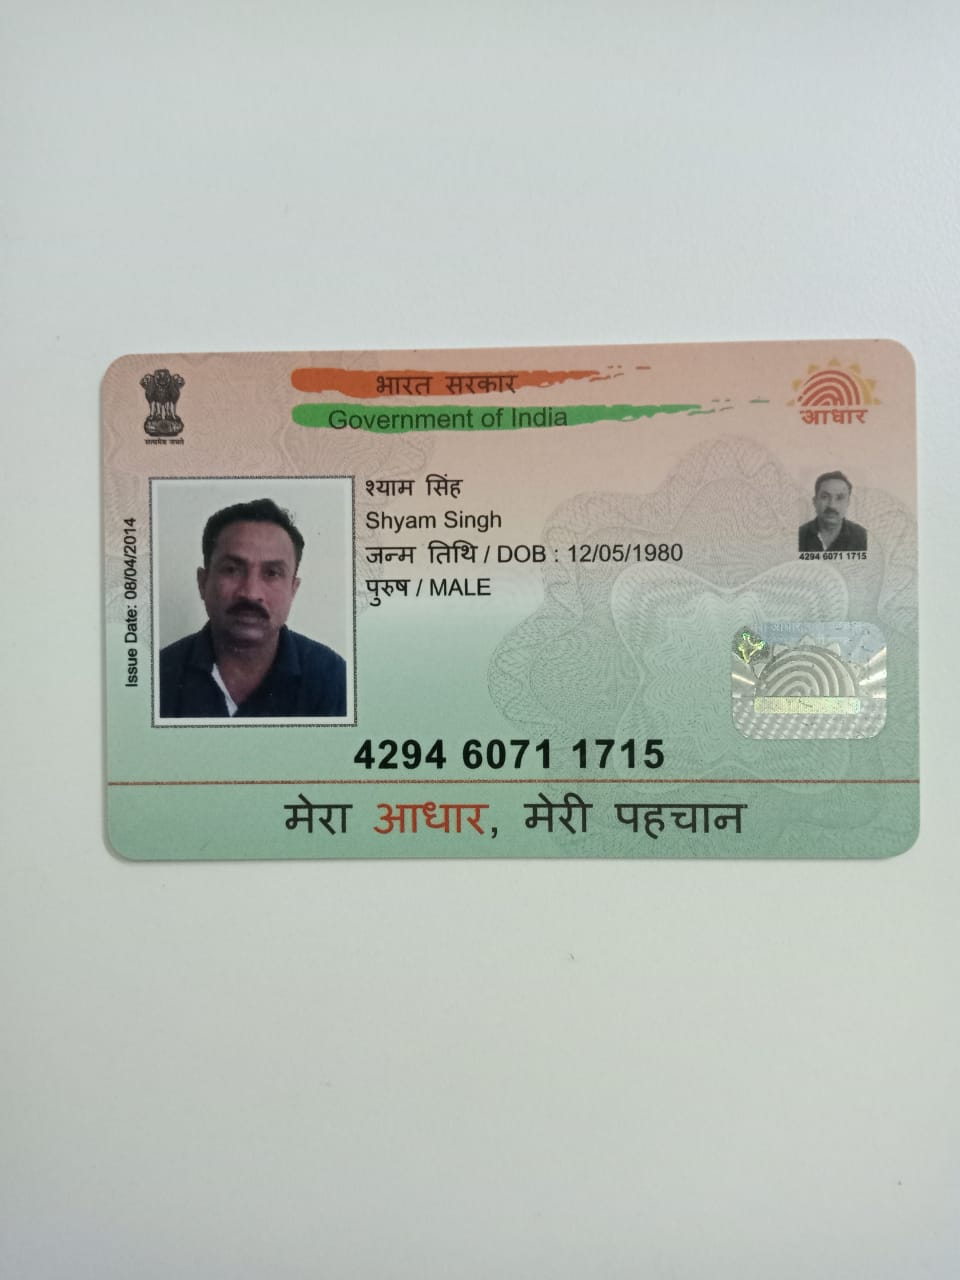 भारत सरकार
Government of India
सत्यमेव जयते
आधार
श्याम सिंह
Shyam Singh
जन्म तिथि / DOB : 12/05/1980
पुरुष / MALE
Issue Date: 08/04/2014
4294 6071 1715
4294 6071 1715
मेरा आधार, मेरी पहचान